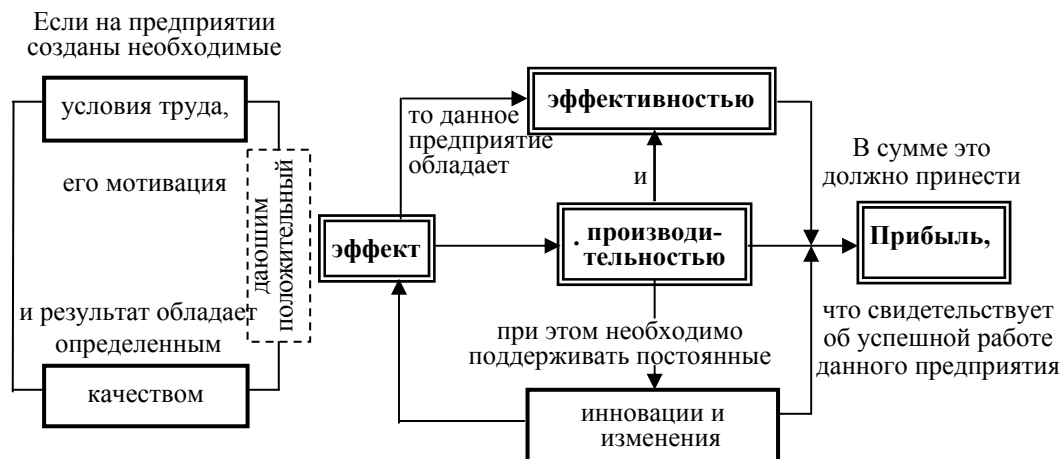 Если на предприятии
созданы необходимые
условия труда,
его мотивация
и результат обладает
определенным
качеством
даюшим
положительный
эффект
то данное
предприятие
обладает
эффективностью
и
. производи-
тельностью
при этом необходимо
поддерживать постоянные
инновации и
изменения
В сумме это
должно принести
Прибыль,
что свидетельствует
об успешной работе
данного предприятия